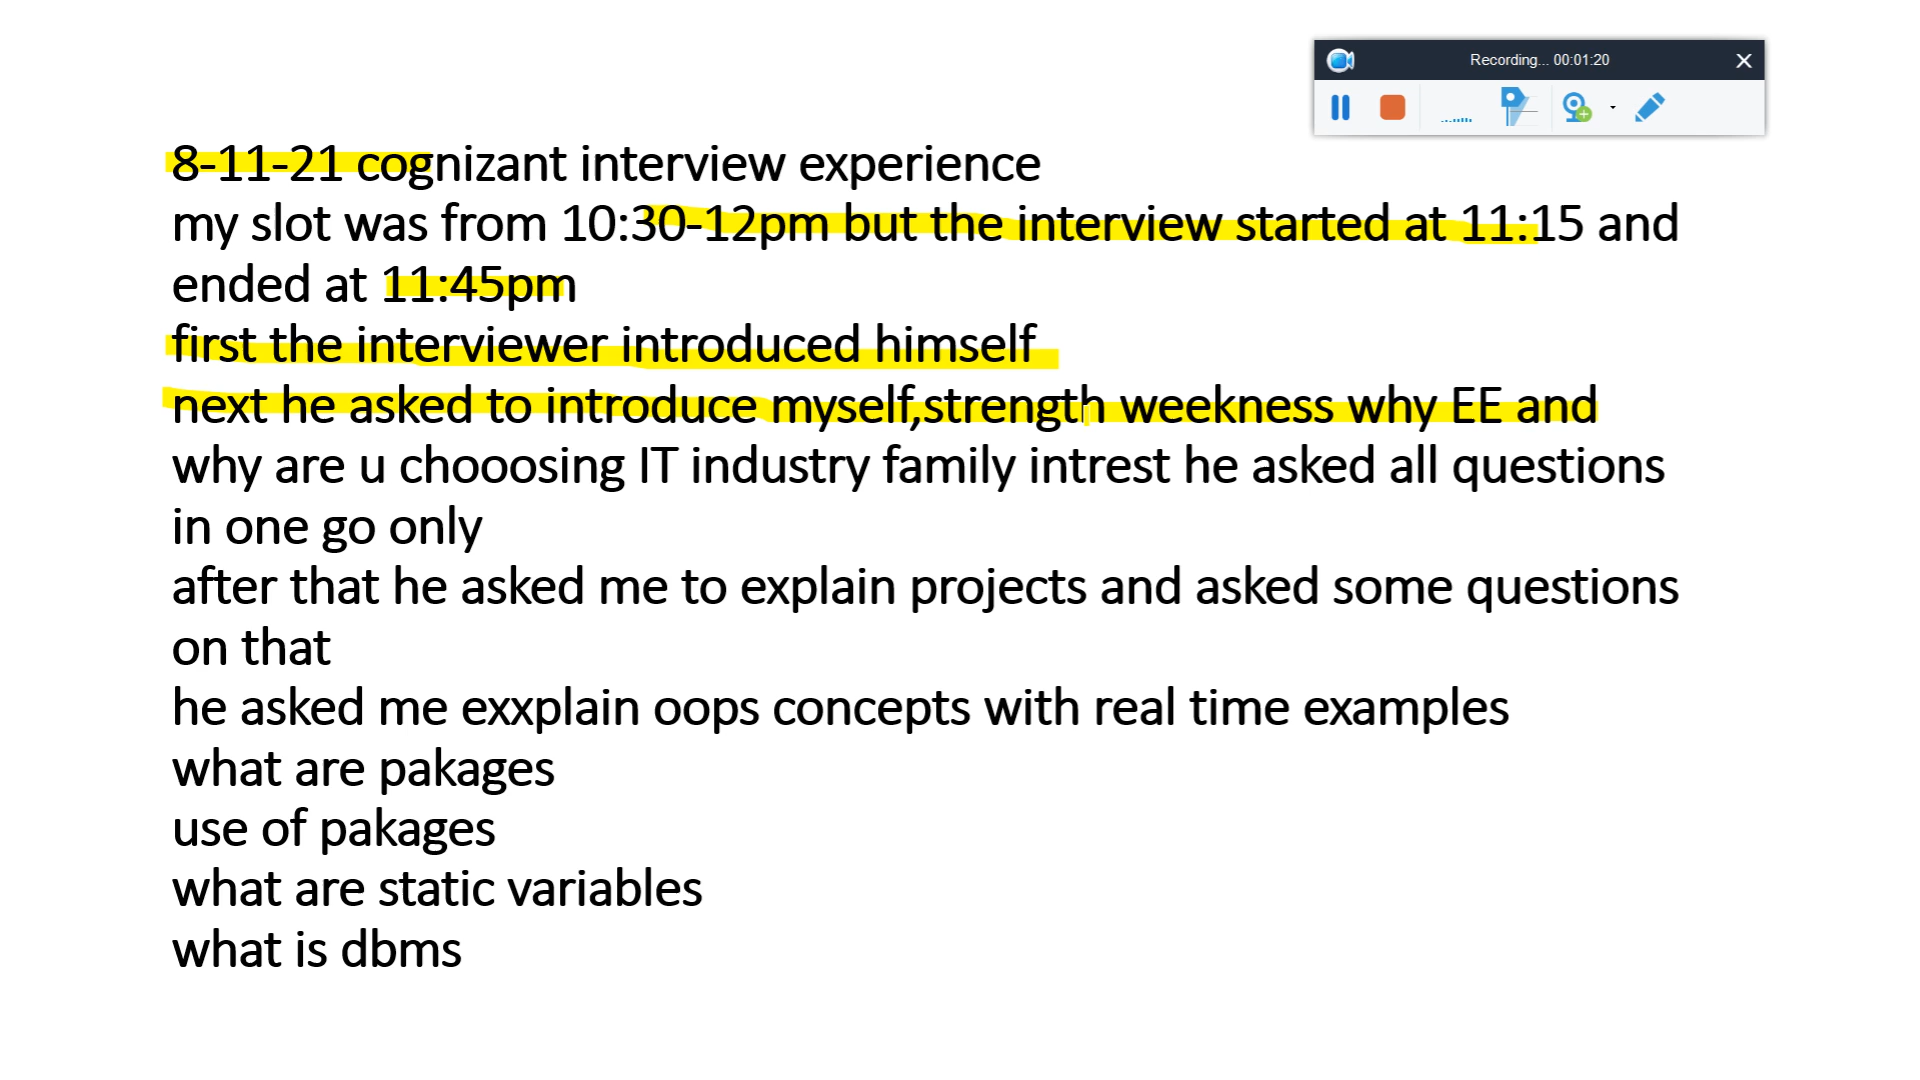 Recording... 00:01:20
8-11-21 cognizant interview experience
my slot was from 10:30-12pm but the interview started at 11:15 and
ended at 11:45pm
first the interviewer introduced himself
next he asked to introduce myself,strength weekness why EE and
why are u chooosing IT industry family intrest he asked all questions
in one go only
after that he asked me to explain projects and asked some questions
on that
he asked me exxplain oops concepts with real time examples
what are pakages
use of pakages
what are static variables
what is dbms